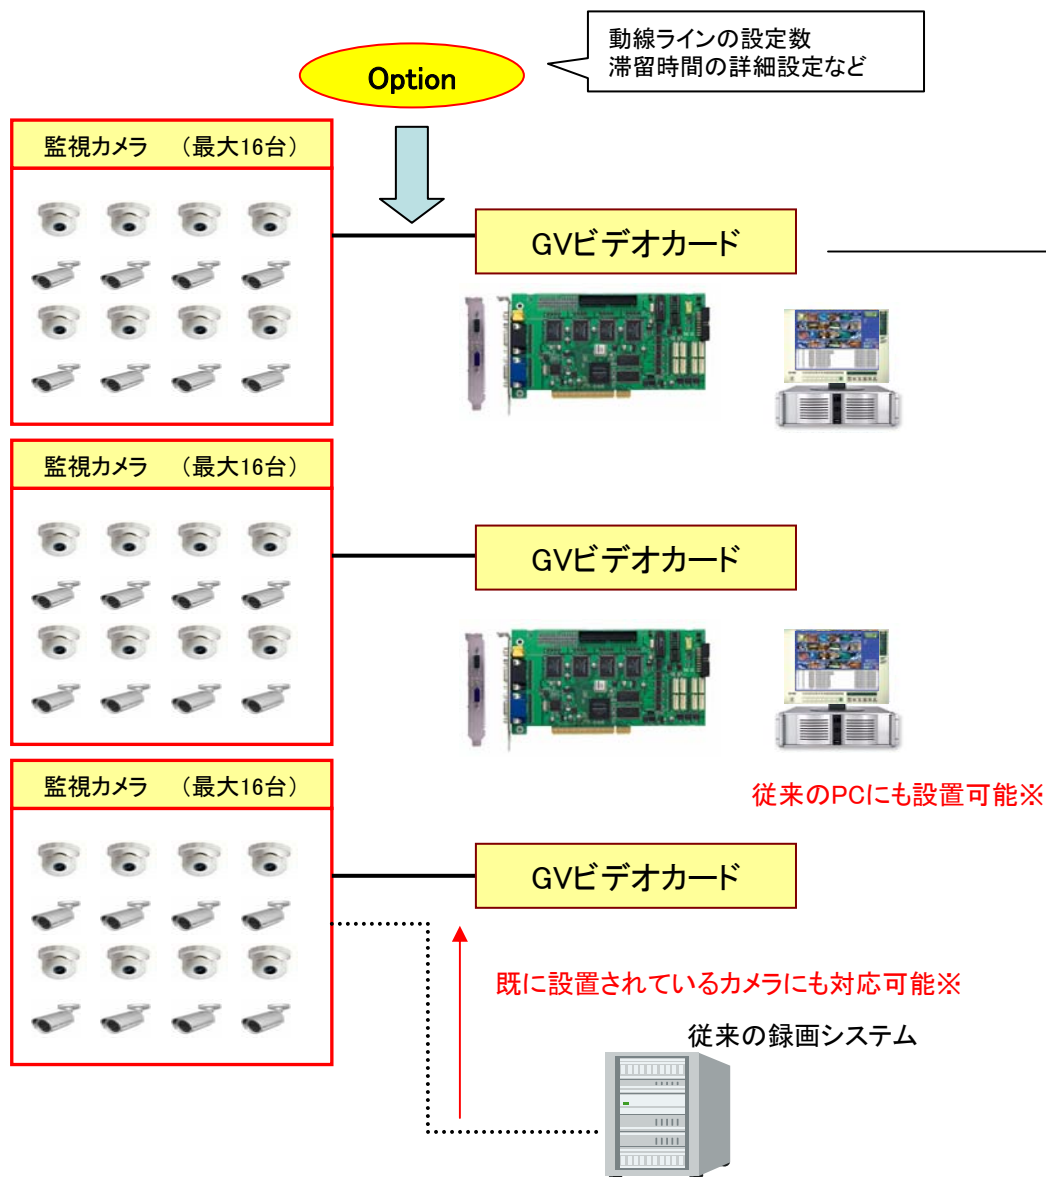 動線ラインの設定数
滞留時間の詳細設定など
Option
監視カメラ （最大16台）
GVビデオカード
監視カメラ （最大16台）
GVビデオカード
従来のPCにも設置可能※
監視カメラ （最大16台）
GVビデオカード
既に設置されているカメラにも対応可能※
従来の録画システム